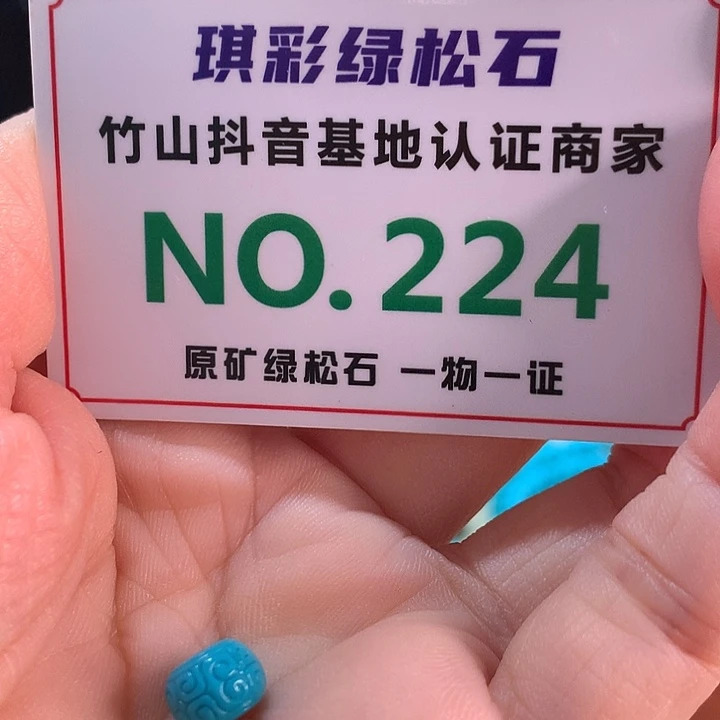 琪彩绿松石
竹山抖音基地认证商家
NO.224
原矿绿松石 一物一证